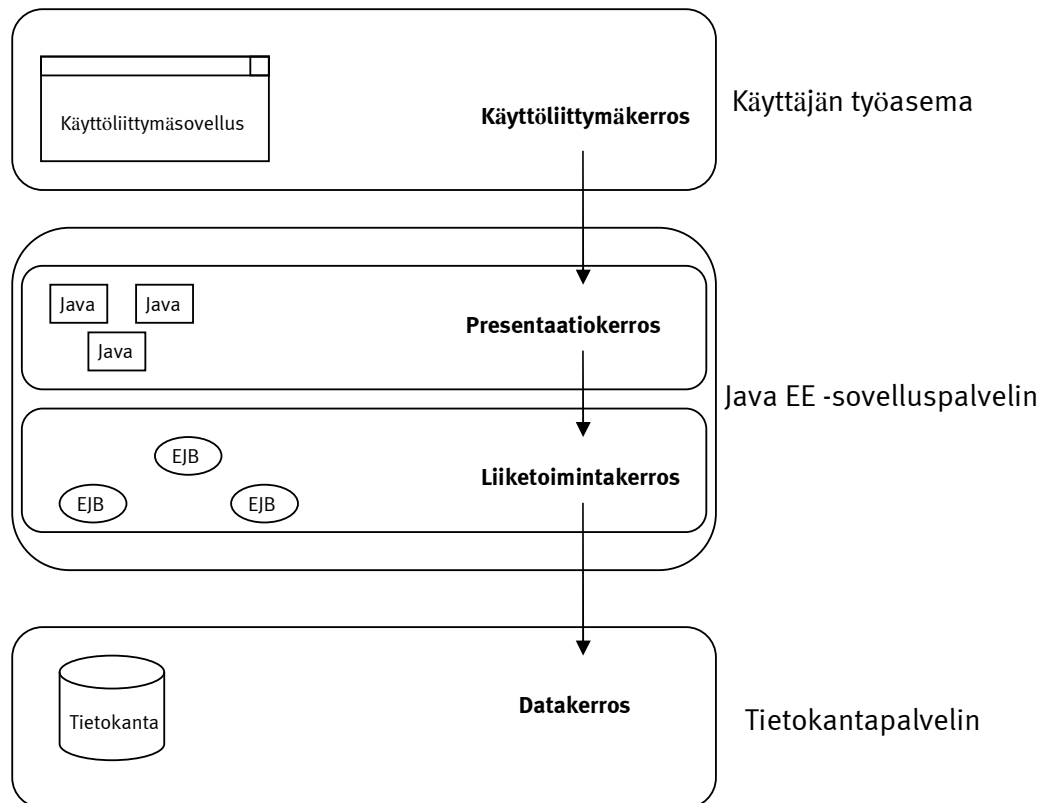 Käyttöliittymäsovellus
Käyttöliittymäkerros
Käyttäjän työasema
Java
Java
Java
Presentaatiokerros
Java EE -sovelluspalvelin
EJB
EJB
EJB
Liiketoimintakerros
Tietokanta
Datakerros
Tietokantapalvelin